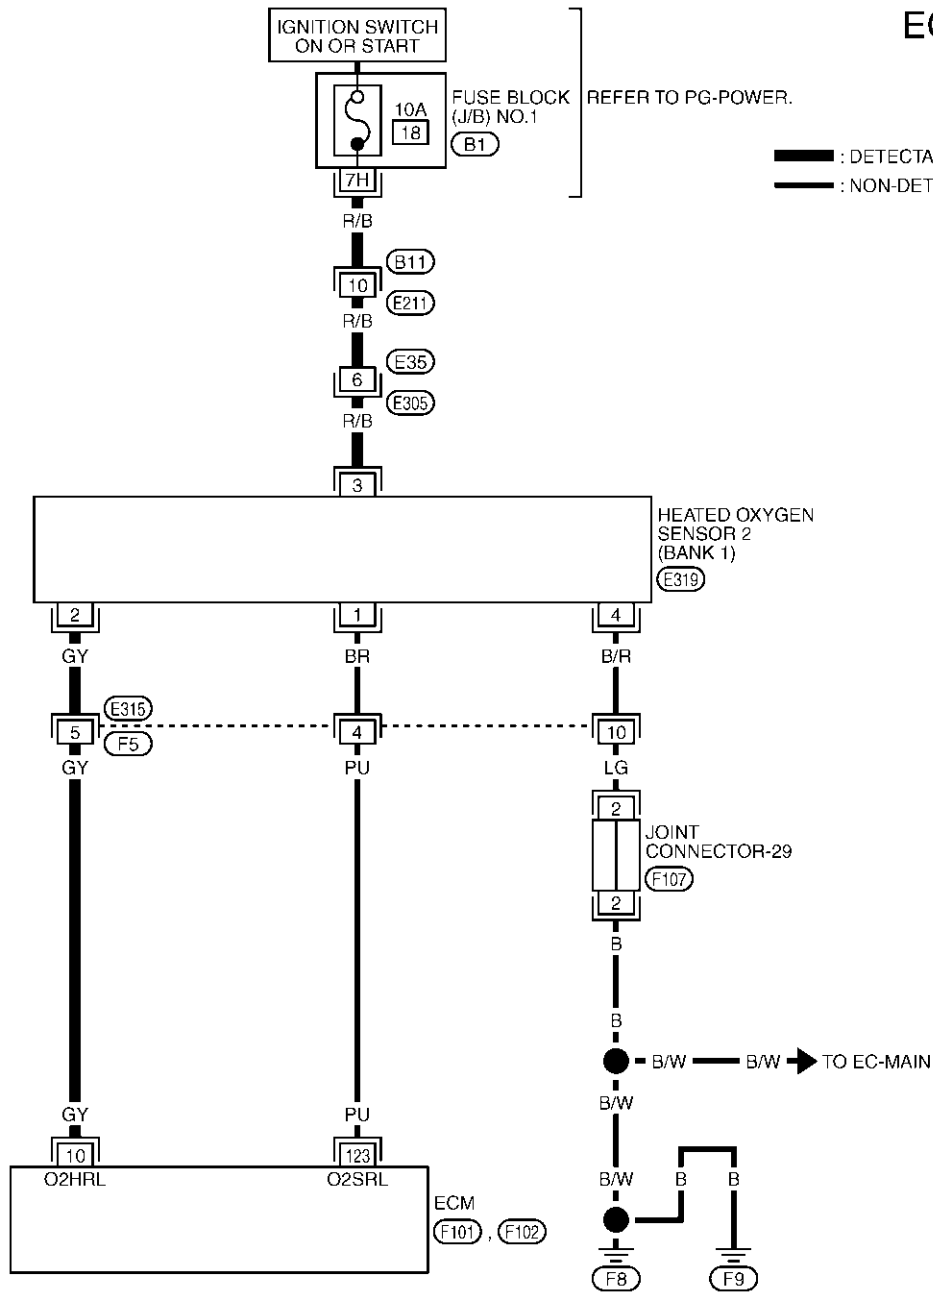 EC
IGNITION SWITCH
ON OR START
10A
18
FUSE BLOCK
(J/B) NO.1
B1
REFER TO PG-POWER.
: DETECTA
: NON-DET
7H
R/B
B11
10
E211
R/B
E35
6
E305
R/B
3
HEATED OXYGEN
SENSOR 2
(BANK 1)
E319
2
1
4
GY
BR
B/R
E315
5
F5
4
10
GY
PU
LG
2
JOINT
CONNECTOR-29
F107
2
B
B
B/W
B/W
TO EC-MAIN
B/W
GY
PU
10
123
O2HRL
O2SRL
ECM
F101 , F102
B/W
B
B
F8
F9